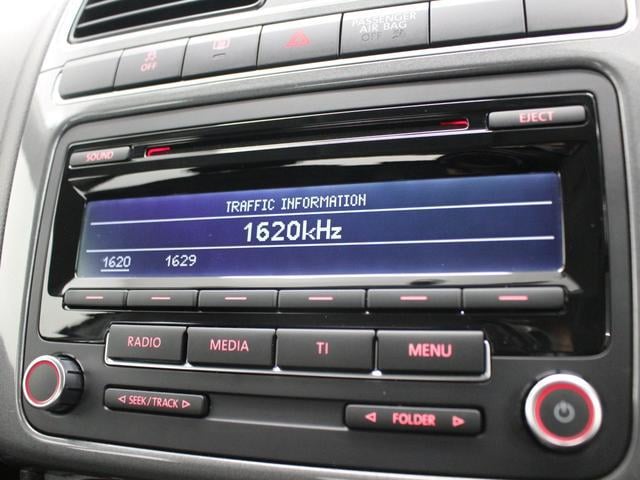 PASSENGER
AIR BAG
OFF
OFF
SOUND
EJECT
TRAFFIC INFORMATION
1620kHz
1620 1629
RADIO MEDIA TI MENU
SEEK/TRACK
FOLDER